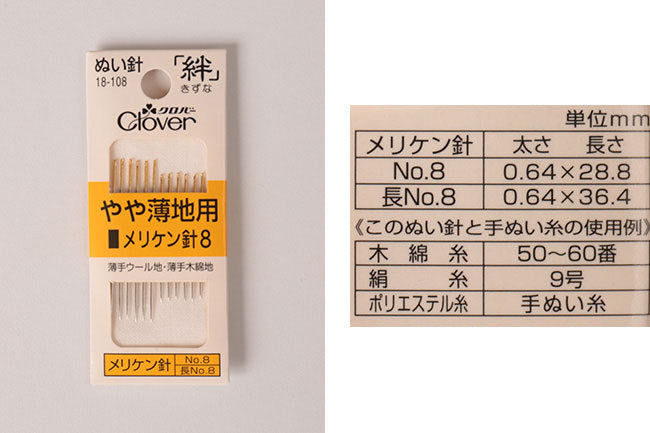 ぬい針
18-108
「絆」
きずな
クロバー
Clover
やや薄地用
メリケン針8
薄手ウール地・薄手木綿地
メリケン針 No.8
長No.8
単位mm
メリケン針 太さ 長さ
No.8 0.64×28.8
長No.8 0.64×36.4
《このぬい針と手ぬい糸の使用例》
木綿糸 50～60番
絹糸 9号
ポリエステル糸 手ぬい糸